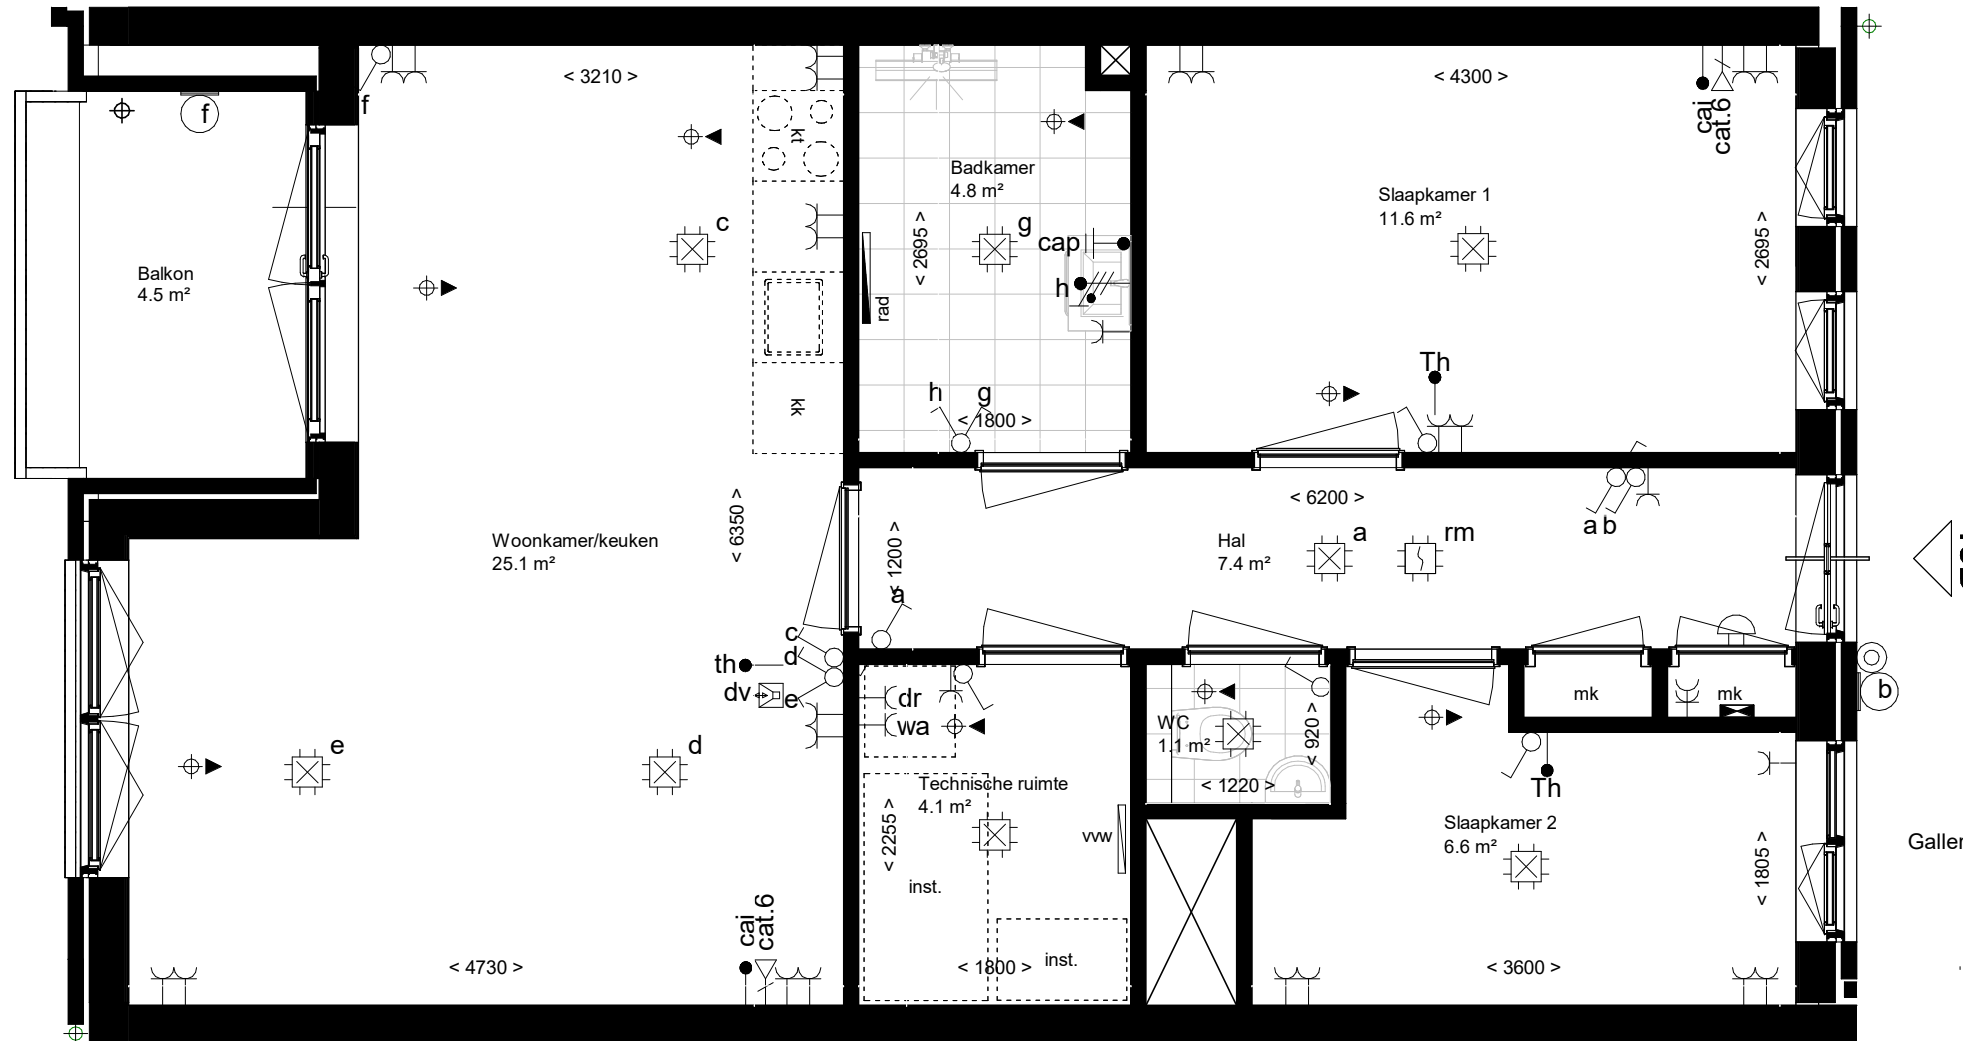 < 3210 >
< 4300 >
f
f
kt
cai
cat.6
Badkamer
4.8 m²
Slaapkamer 1
11.6 m²
c
g
cap
< 2695 >
< 2695 >
Balkon
4.5 m²
h
rad
Th
h
g
kk
< 1800 >
< 6350 >
< 6200 >
Woonkamer/keuken
25.1 m²
< 1200 >
a
Hal
7.4 m²
a
rm
a b
c
d
th
dv
e
dr
wa
mk
mk
b
WC
1.1 m²
< 920 >
< 1220 >
e
d
Technische ruimte
4.1 m²
Th
< 2255 >
vvw
Slaapkamer 2
6.6 m²
< 1805 >
inst.
cai
cat.6
< 4730 >
< 1800 >
inst.
< 3600 >